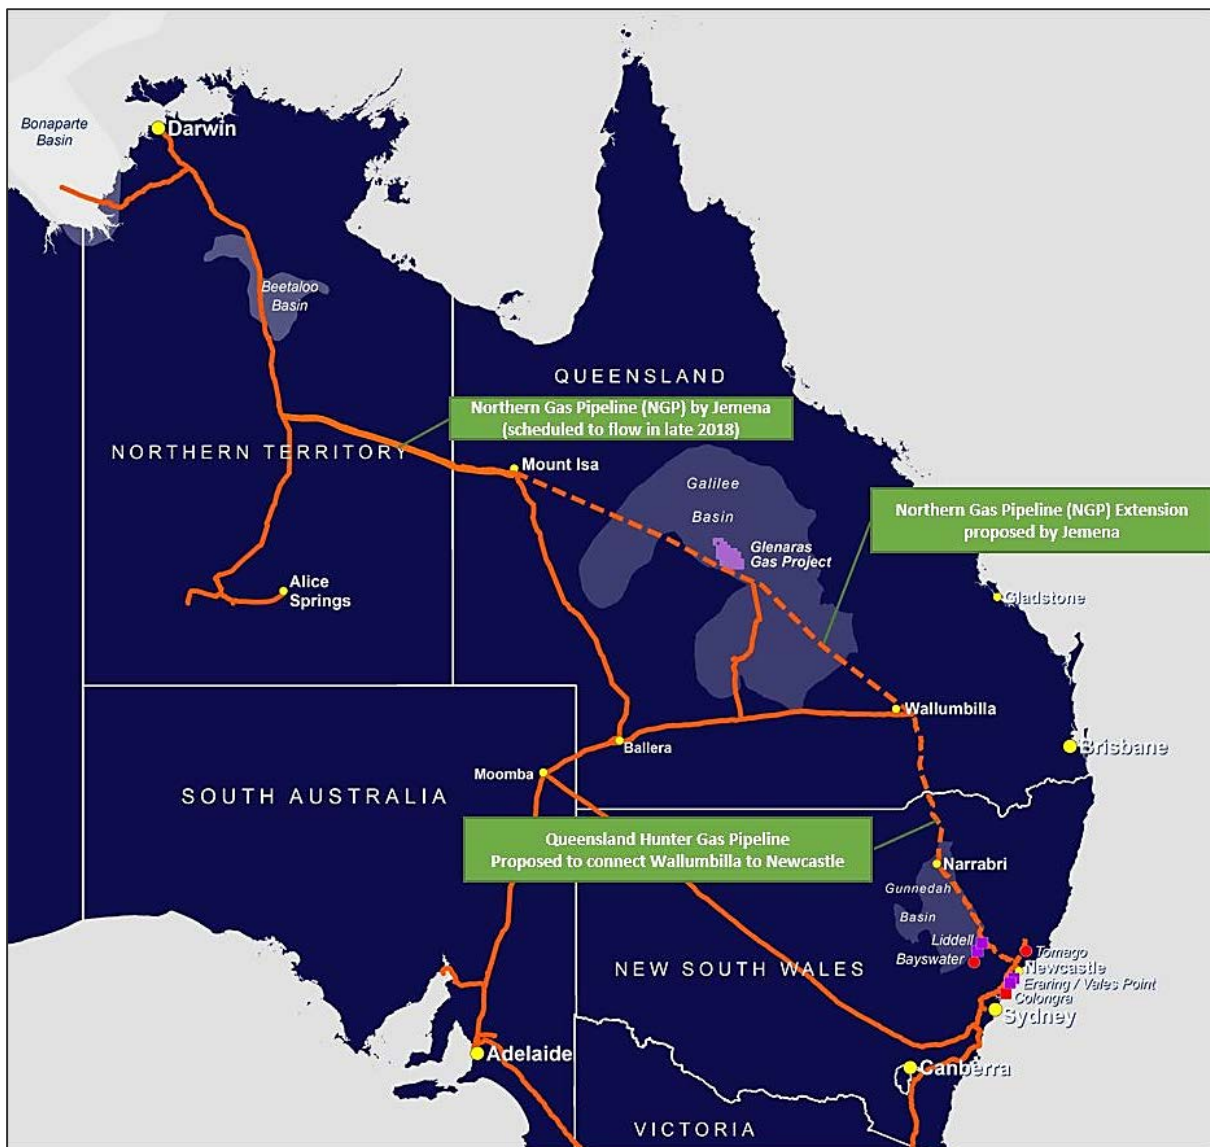 Bonaparte
Basin
Darwin
Beetaloo
Basin
QUEENSLAND
Northern Gas Pipeline (NGP) by Jemena
(scheduled to flow in late 2018)
NORTHERN TERRITORY
Mount Isa
Galilee
Basin
Northern Gas Pipeline (NGP) Extension
proposed by Jemena
Glenaras
Gas Project
Alice
Springs
Gladstone
Wallumbilla
Ballera
Brisbane
Moomba
SOUTH AUSTRALIA
Queensland Hunter Gas Pipeline
Proposed to connect Wallumbilla to Newcastle
Narrabri
Gunnedah
Basin
Liddell
Bayswater
Tomago
NEW SOUTH WALES
Newcastle
Eraring / Vales Point
Colongra
Sydney
Adelaide
Canberra
VICTORIA